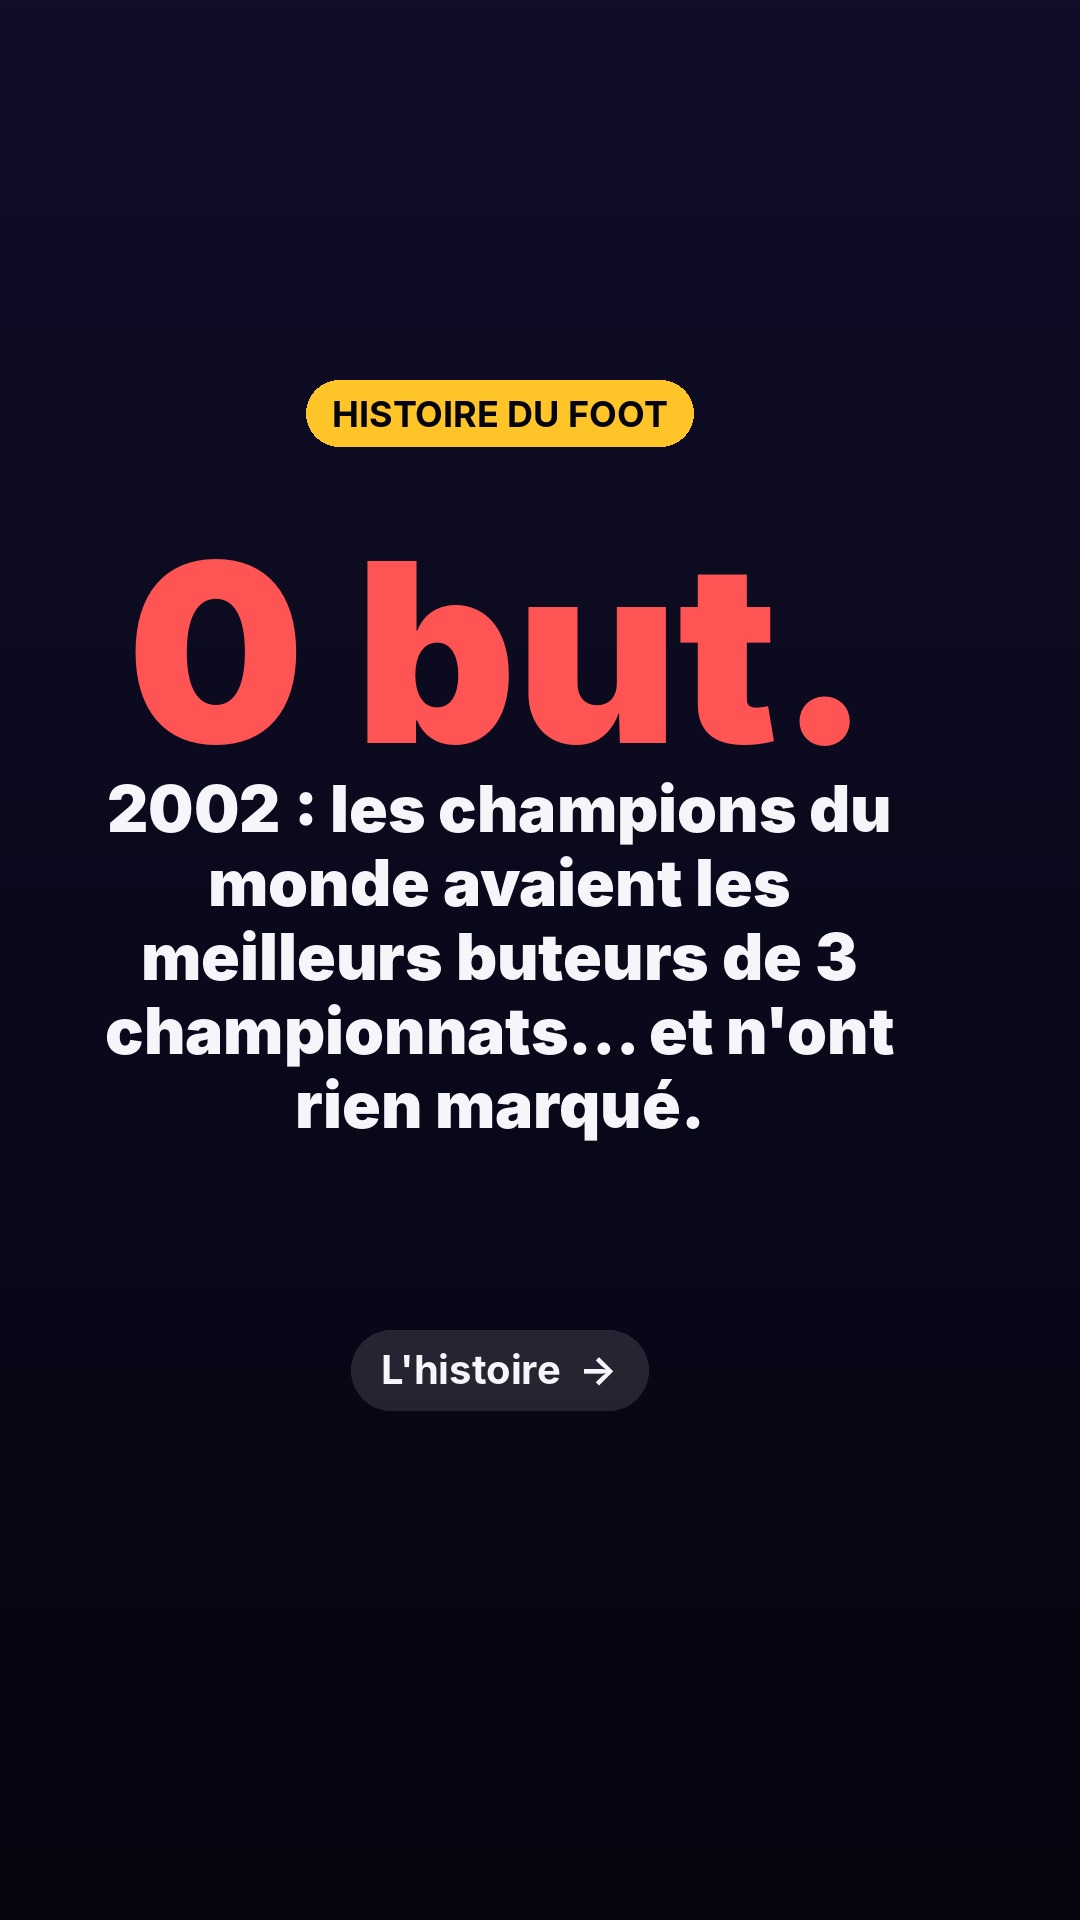 HISTOIRE DU FOOT
0 but.
2002 : les champions du
monde avaient les
meilleurs buteurs de 3
championnats... et n'ont
rien marqué.
L'histoire →